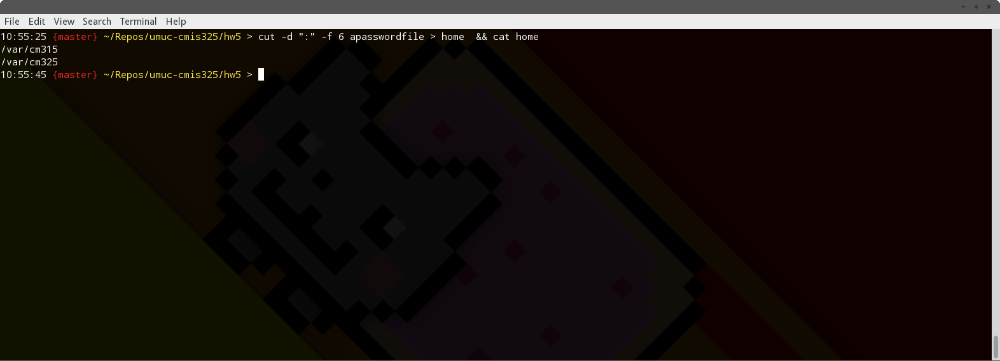 File Edit View Search Terminal Help
10:55:25 {master} ~/Repos/umuc-cmis325/hw5 > cut -d ":" -f 6 apasswordfile > home  && cat home
/var/cm315
/var/cm325
10:55:45 {master} ~/Repos/umuc-cmis325/hw5 >